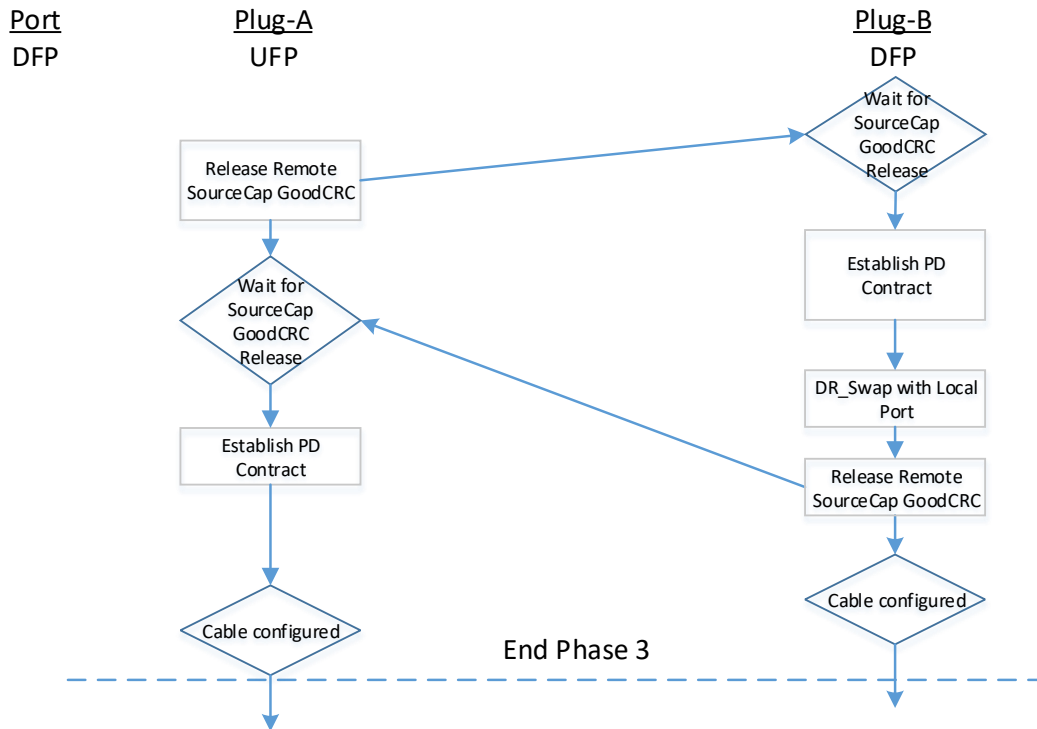 Port
DFP
Plug-A
UFP
Plug-B
DFP
Wait for
SourceCap
GoodCRC
Release
Release Remote
SourceCap GoodCRC
Wait for
SourceCap
GoodCRC
Release
Establish PD
Contract
DR_Swap with Local
Port
Establish PD
Contract
Release Remote
SourceCap GoodCRC
Cable configured
Cable configured
End Phase 3